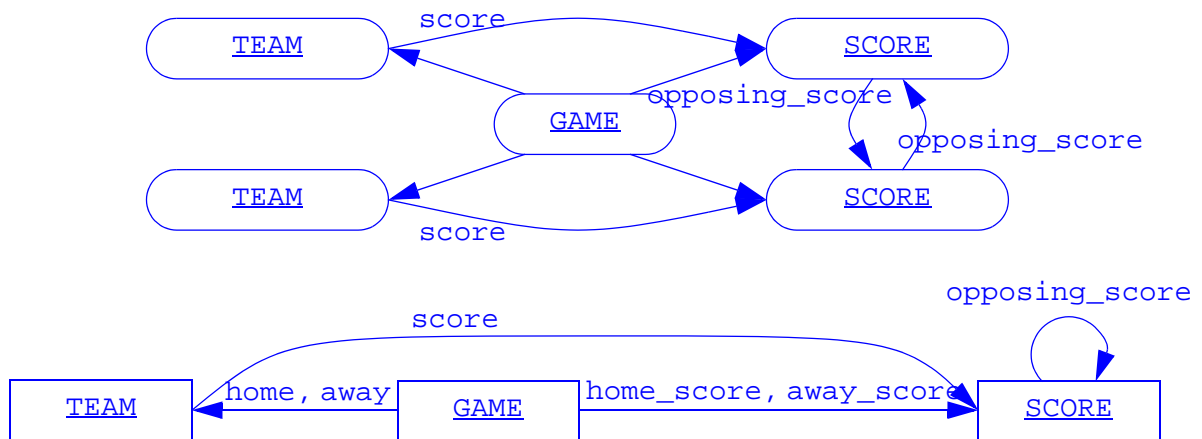 score
TEAM
SCORE
opposing_score
GAME
opposing_score
TEAM
SCORE
score
opposing_score
score
home, away
home_score, away_score
TEAM
GAME
SCORE